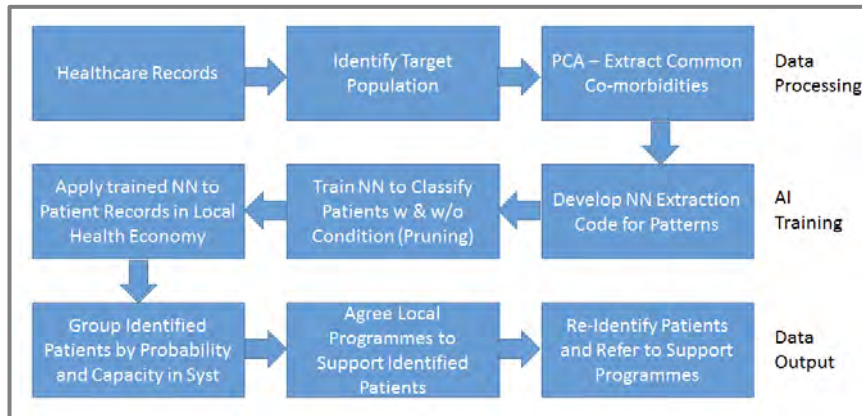 Healthcare Records
Identify Target
Population
PCA – Extract Common
Co-morbidities
Data
Processing
Apply trained NN to
Patient Records in Local
Health Economy
Train NN to Classify
Patients w & w/o
Condition (Pruning)
Develop NN Extraction
Code for Patterns
AI
Training
Group Identified
Patients by Probability
and Capacity in Syst
Agree Local
Programmes to
Support Identified
Patients
Re-Identify Patients
and Refer to Support
Programmes
Data
Output